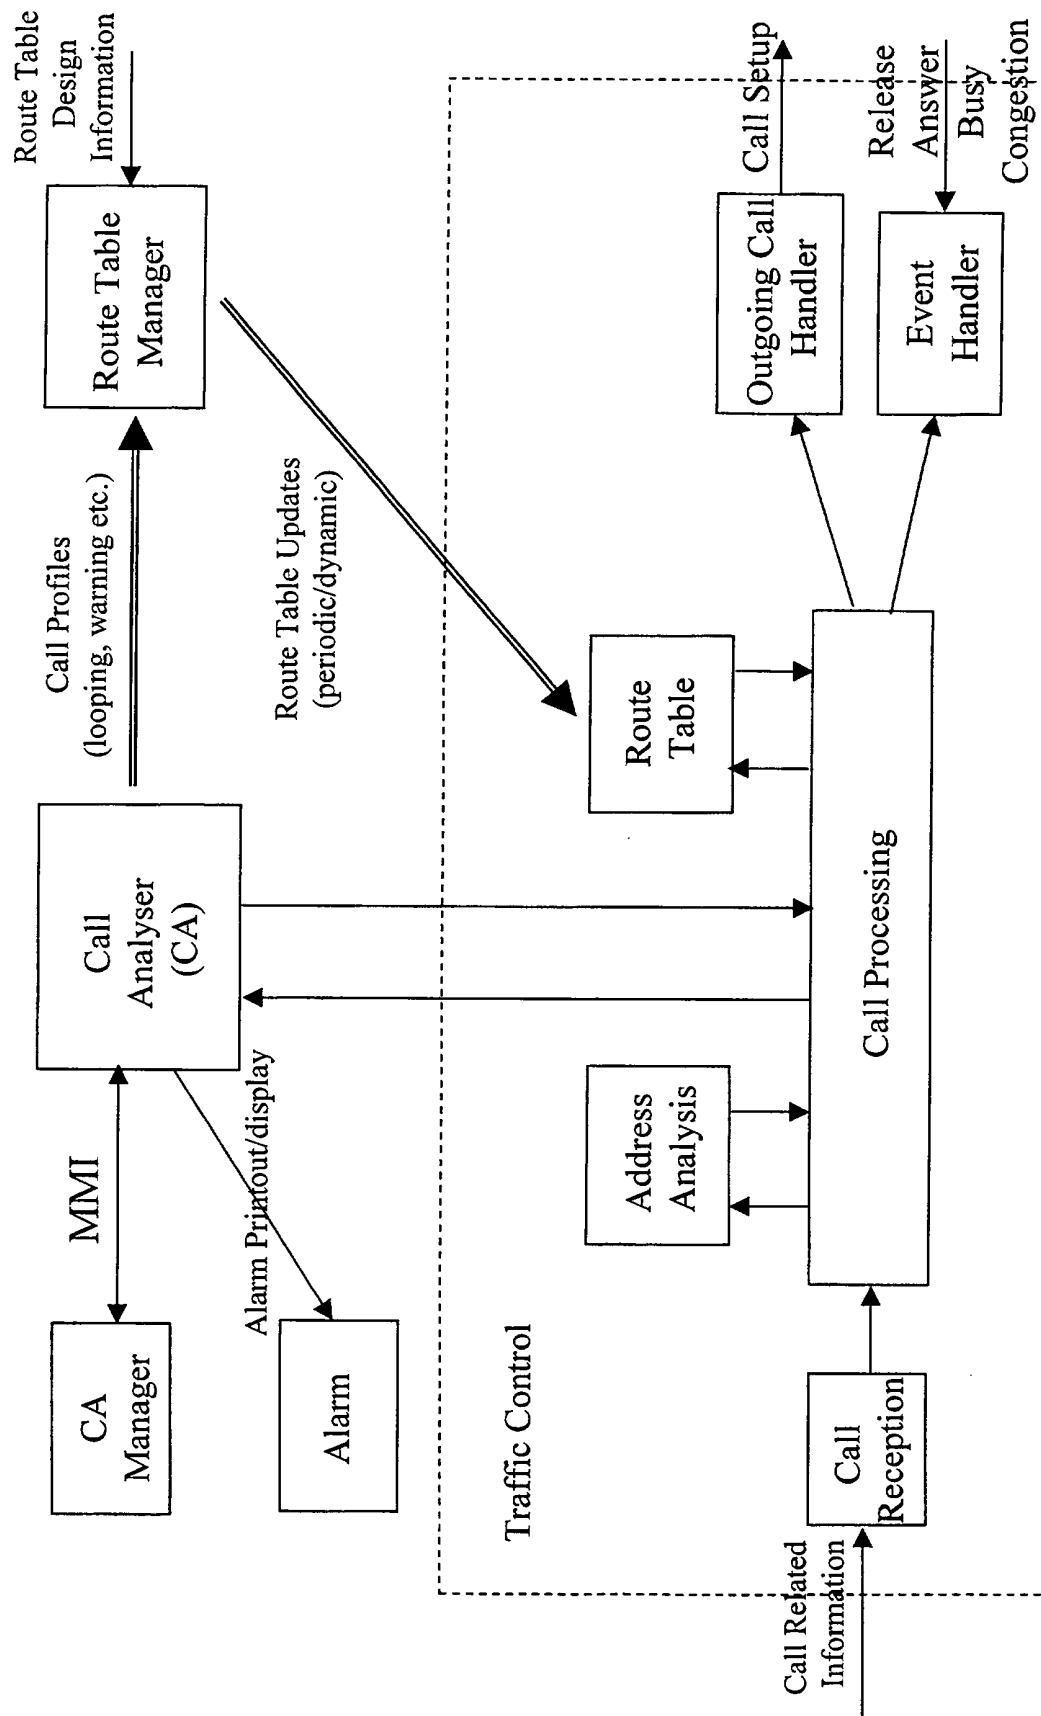 CA
Manager
MMI
Call
Analyser
(CA)
Call Profiles
(looping, warning etc.)
Route Table
Manager
Route Table
Design
Information
Alarm
Alarm Printout/display
Route Table Updates
(periodic/dynamic)
Traffic Control
Address
Analysis
Route
Table
Call Related
Information
Call
Reception
Call Processing
Outgoing Call
Handler
Call Setup
Event
Handler
Release
Answer
Busy
Congestion